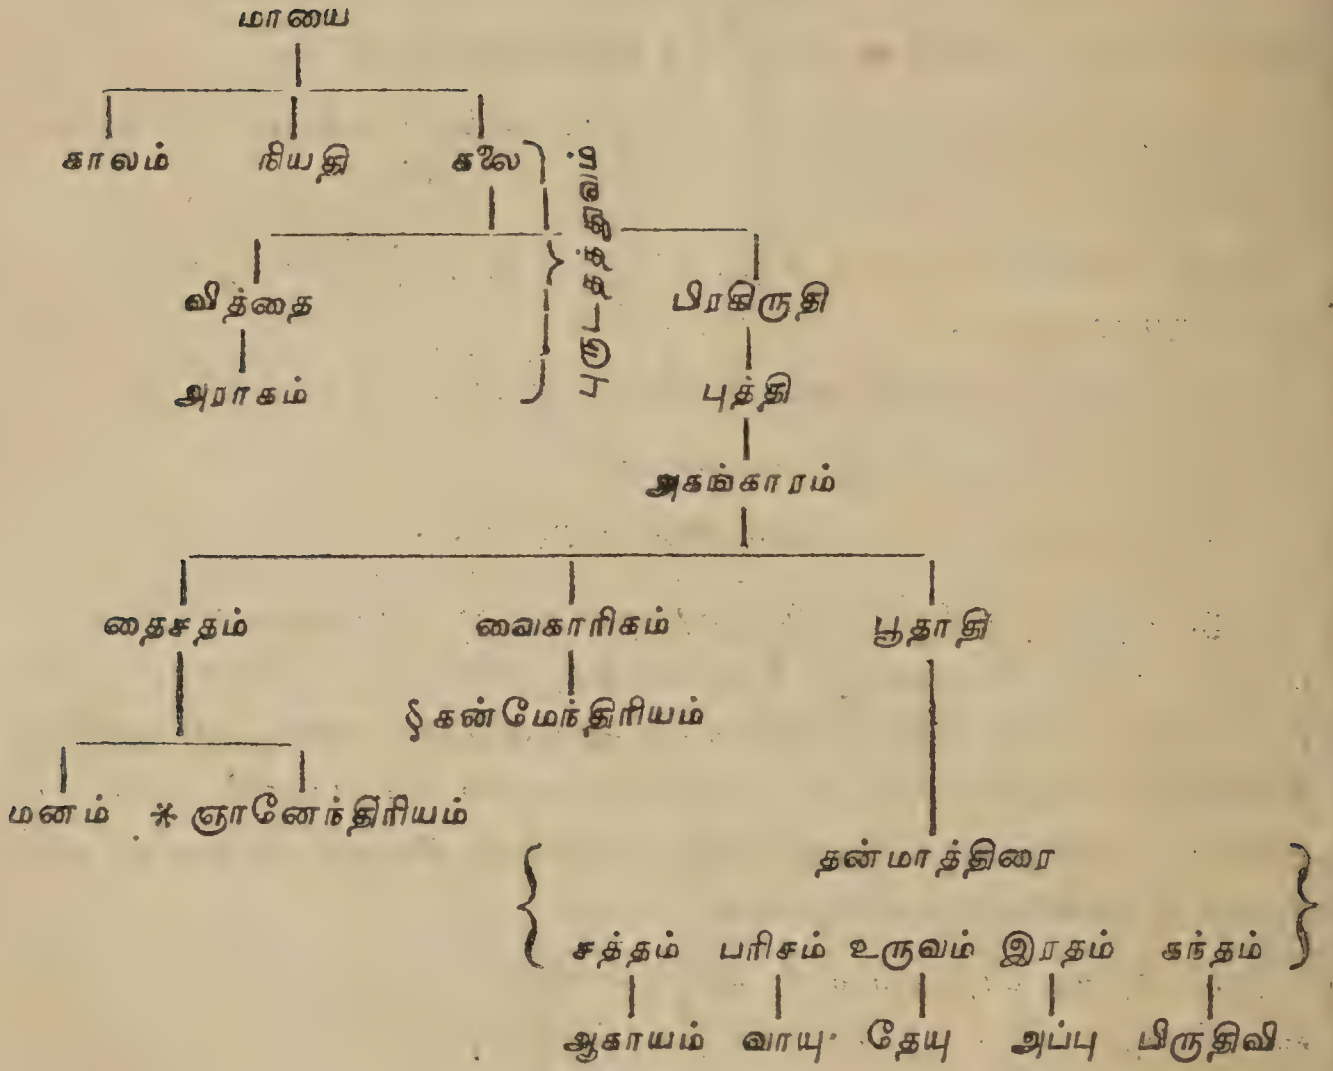 மாயை
காலம் நியதி கலை
புருடதத்துவம்
வித்தை பிரகிருதி
அராகம் புத்தி
அகங்காரம்
தைசதம் வைகாரிகம் பூதாதி
§ கன்மேந்திரியம்
மனம் * ஞானேந்திரியம்
தன்மாத்திரை
சத்தம் பரிசம் உருவம் இரதம் கந்தம்
ஆகாயம் வாயு தேயு அப்பு பிருதிவி